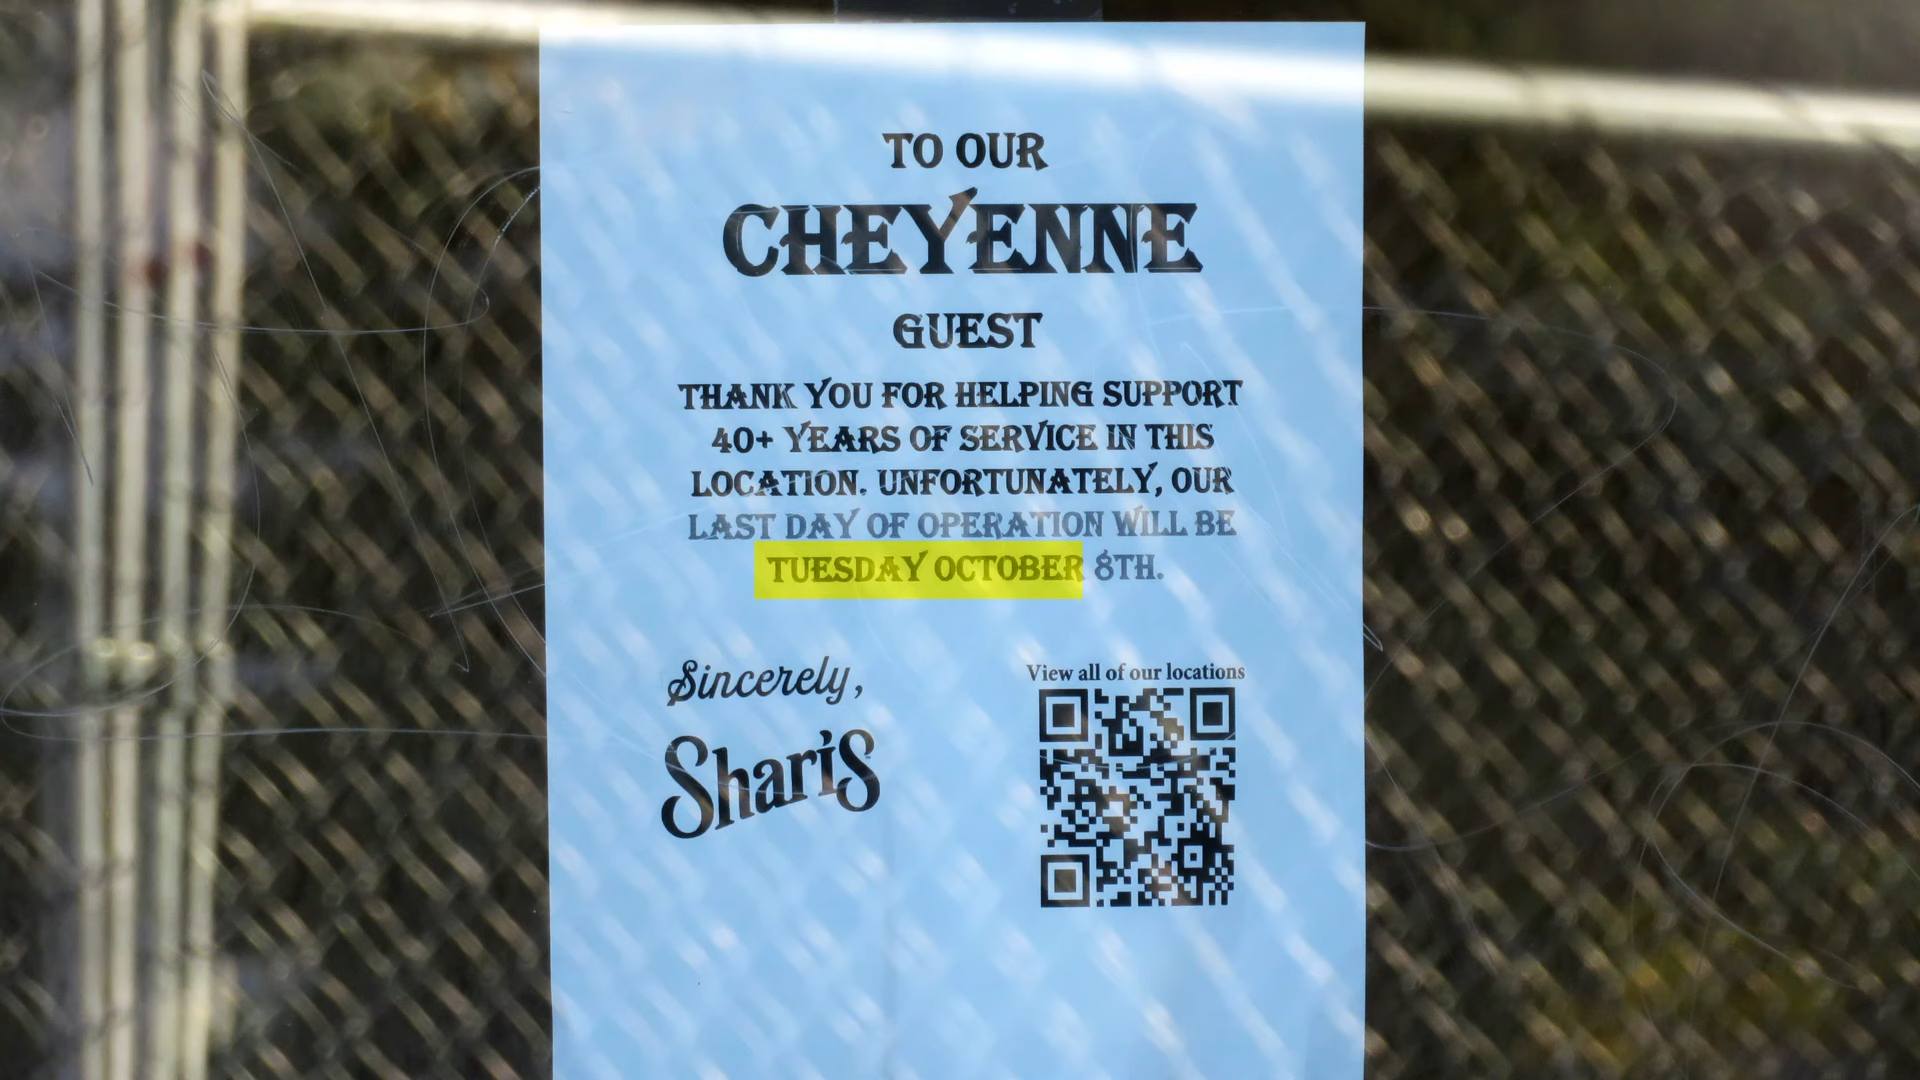 TO OUR
CHEYENNE
GUEST
THANK YOU FOR HELPING SUPPORT
40+ YEARS OF SERVICE IN THIS
LOCATION. UNFORTUNATELY, OUR
LAST DAY OF OPERATION WILL BE
TUESDAY OCTOBER 8TH.
Sincerely,
Shari's
View all of our locations